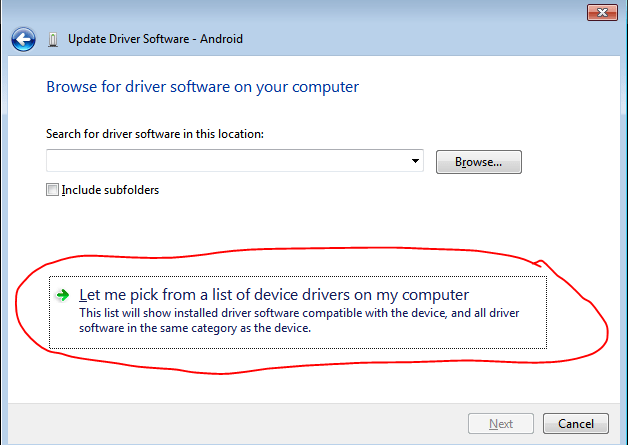 Update Driver Software - Android
Browse for driver software on your computer
Search for driver software in this location:
Browse...
Include subfolders
Let me pick from a list of device drivers on my computer
This list will show installed driver software compatible with the device, and all driver
software in the same category as the device.
Next
Cancel